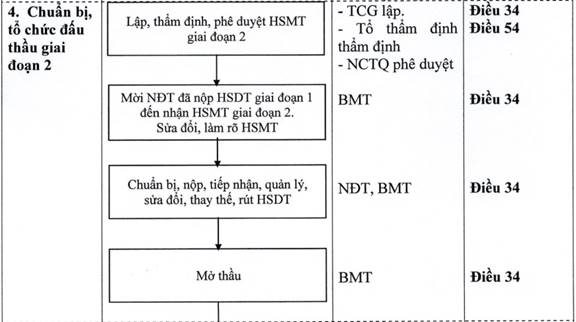 4. Chuẩn bị,
tổ chức đấu
thầu giai
đoạn 2
Lập, thẩm định, phê duyệt HSMT
giai đoạn 2
- TCG lập.
- Tổ thẩm định
thẩm định
- NCTQ phê duyệt
Điều 34
Điều 54
Mời NĐT đã nộp HSDT giai đoạn 1
đến nhận HSMT giai đoạn 2.
Sửa đổi, làm rõ HSMT
BMT
Điều 34
Chuẩn bị, nộp, tiếp nhận, quản lý,
sửa đổi, thay thế, rút HSDT
NĐT, BMT
Điều 34
Mở thầu
BMT
Điều 34